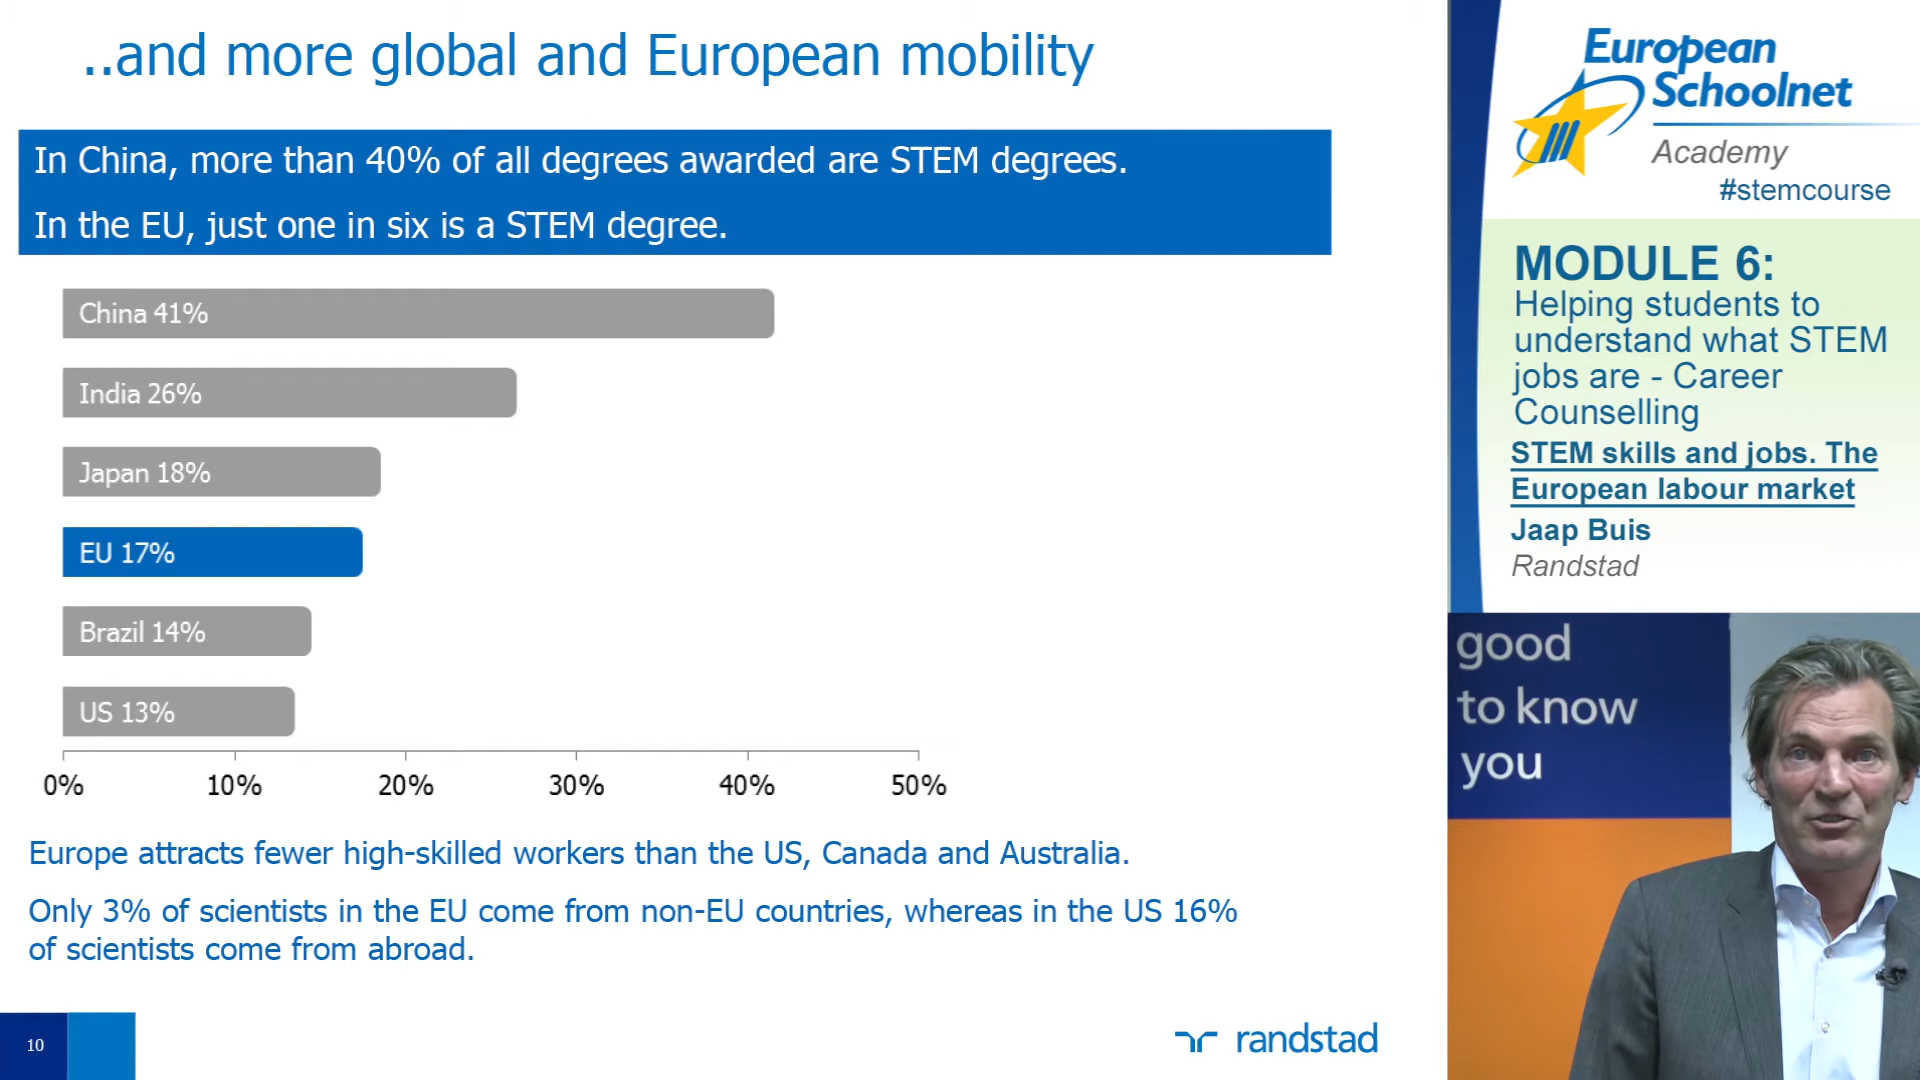 ..and more global and European mobility
In China, more than 40% of all degrees awarded are STEM degrees.
In the EU, just one in six is a STEM degree.
China 41%
India 26%
Japan 18%
EU 17%
Brazil 14%
US 13%
0% 10% 20% 30% 40% 50%
Europe attracts fewer high-skilled workers than the US, Canada and Australia.
Only 3% of scientists in the EU come from non-EU countries, whereas in the US 16%
of scientists come from abroad.
10
randstad
European
Schoolnet
Academy
#stemcourse
MODULE 6:
Helping students to
understand what STEM
jobs are - Career
Counselling
STEM skills and jobs. The
European labour market
Jaap Buis
Randstad
good
to know
you